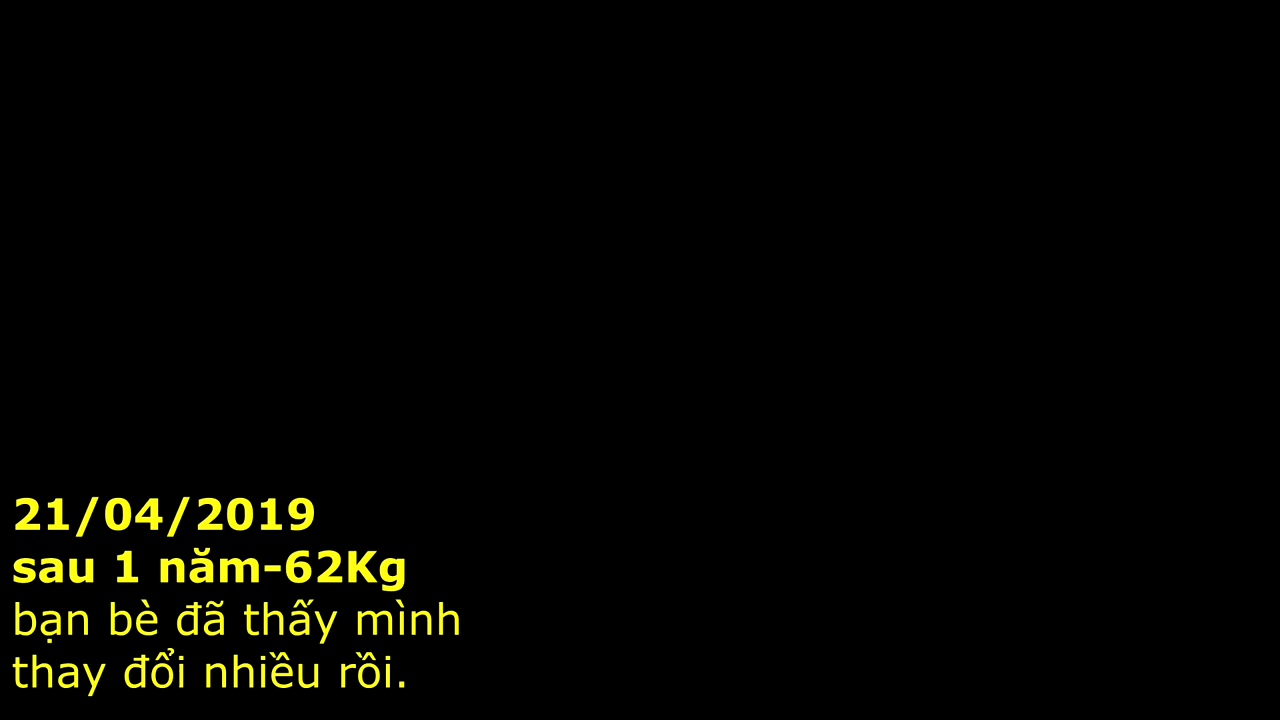 21/04/2019
sau 1 năm-62Kg
bạn bè đã thấy mình
thay đổi nhiều rồi.